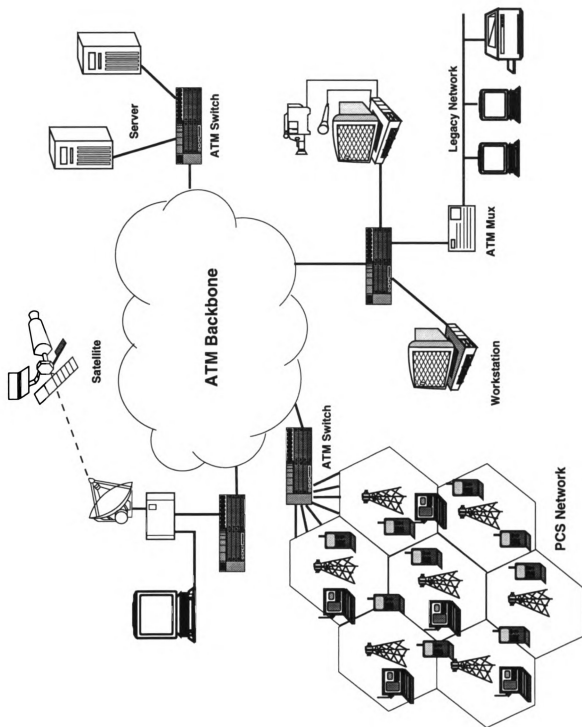 Satellite
Server
ATM Switch
ATM Backbone
ATM Switch
PCS Network
Workstation
ATM Mux
Legacy Network